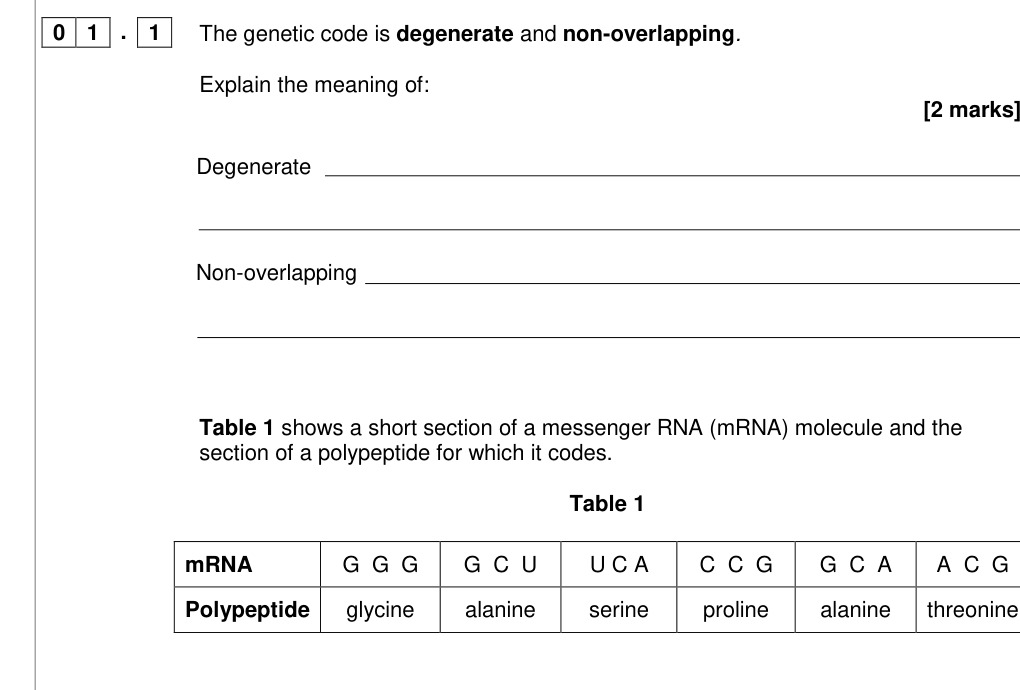 0 1 . 1 The genetic code is degenerate and non-overlapping.
Explain the meaning of:
[2 marks]
Degenerate
Non-overlapping
Table 1 shows a short section of a messenger RNA (mRNA) molecule and the
section of a polypeptide for which it codes.
Table 1
mRNA G G G G C U U C A C C G G C A A C G
Polypeptide glycine alanine serine proline alanine threonine